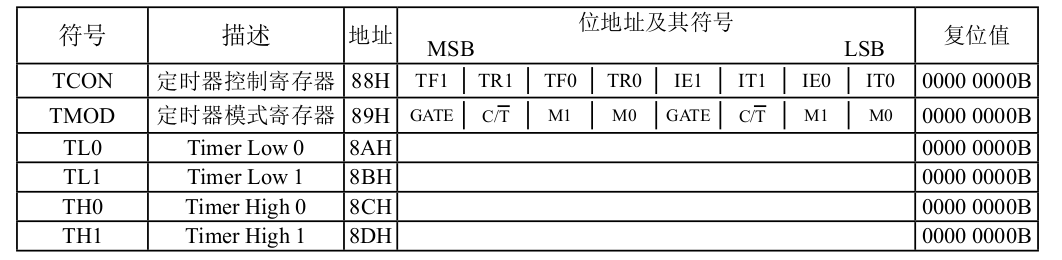 符号 描述 地址 位地址及其符号 复位值
MSB LSB
TCON 定时器控制寄存器 88H TF1 TR1 TF0 TR0 IE1 IT1 IE0 IT0 0000 0000B
TMOD 定时器模式寄存器 89H GATE C/T̅ M1 M0 GATE C/T̅ M1 M0 0000 0000B
TL0 Timer Low 0 8AH 0000 0000B
TL1 Timer Low 1 8BH 0000 0000B
TH0 Timer High 0 8CH 0000 0000B
TH1 Timer High 1 8DH 0000 0000B